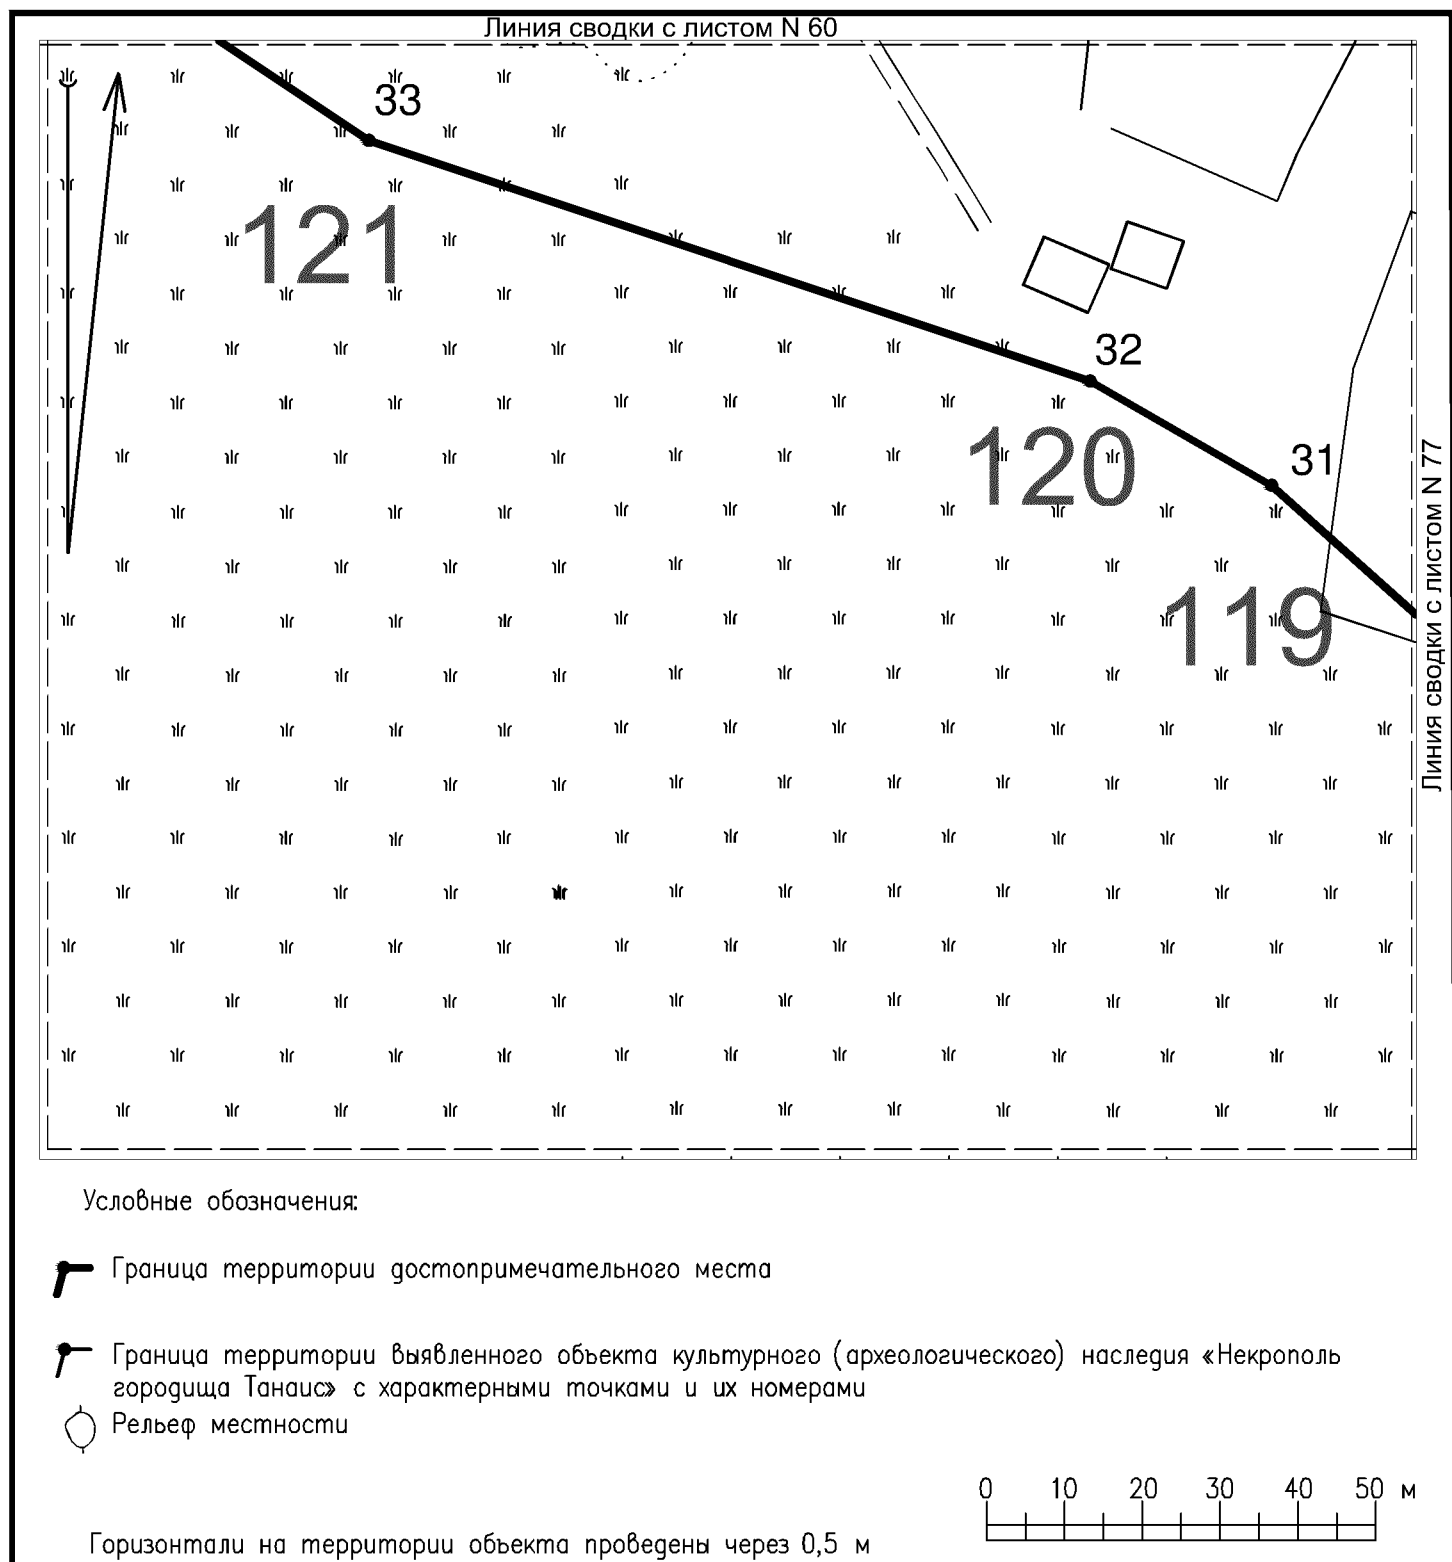 Линия сводки с листом N 60
33
121
32
31
120
119
Линия сводки с листом N 77
Условные обозначения:
Граница территории достопримечательного места
Граница территории выявленного объекта культурного (археологического) наследия «Некрополь
городища Танаис» с характерными точками и их номерами
Рельеф местности
0 10 20 30 40 50 м
Горизонтали на территории объекта проведены через 0,5 м